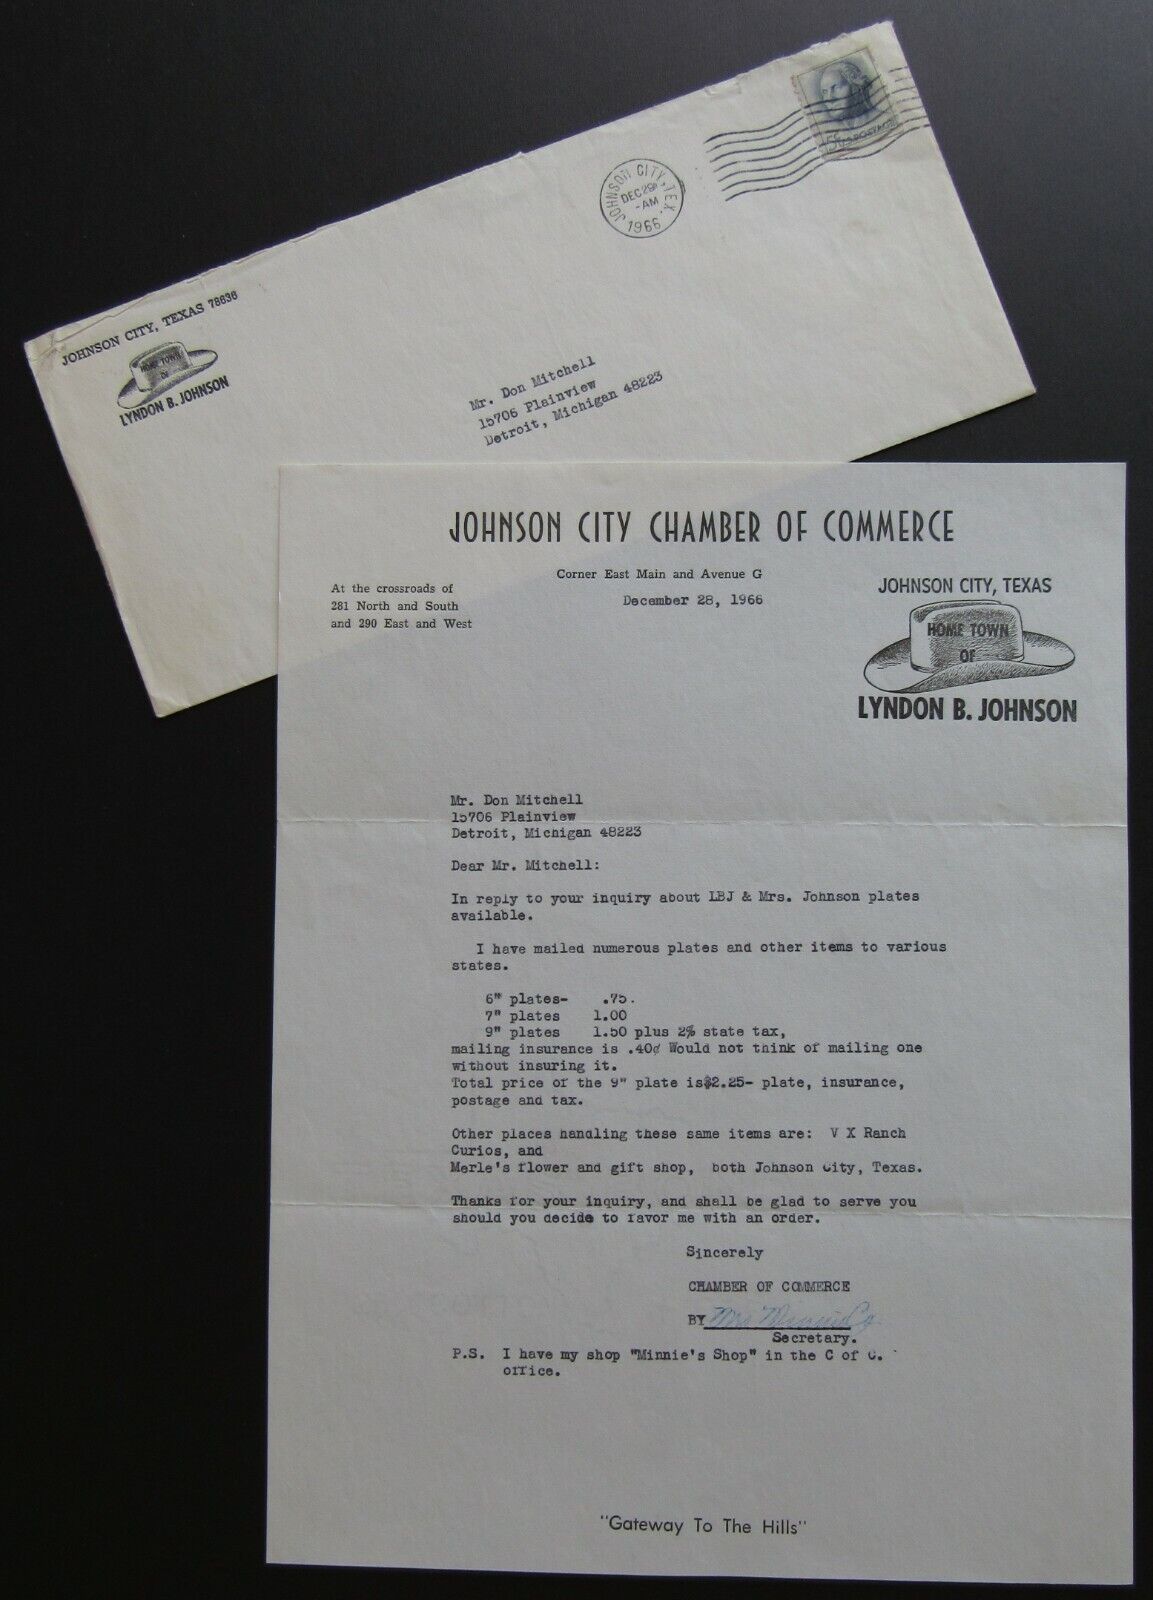 JOHNSON CITY, TEXAS 78636
HOME TOWN
OF
LYNDON B. JOHNSON
JOHNSON CITY, TEX.
DEC 28
-AM
1966
5c U.S. POSTAGE
Mr. Don Mitchell
15706 Plainview
Detroit, Michigan 48223
JOHNSON CITY CHAMBER OF COMMERCE
Corner East Main and Avenue G
At the crossroads of
281 North and South
and 290 East and West
December 28, 1966
JOHNSON CITY, TEXAS
HOME TOWN
OF
LYNDON B. JOHNSON
Mr. Don Mitchell
15706 Plainview
Detroit, Michigan 48223
Dear Mr. Mitchell:
In reply to your inquiry about LBJ & Mrs. Johnson plates
available.
I have mailed numerous plates and other items to various
states.
6" plates- .75.
7" plates 1.00
9" plates 1.50 plus 2% state tax,
mailing insurance is .40¢ Would not think of mailing one
without insuring it.
Total price of the 9" plate is$2.25- plate, insurance,
postage and tax.
Other places handling these same items are: V X Ranch
Curios, and
Merle's flower and gift shop, both Johnson City, Texas.
Thanks for your inquiry, and shall be glad to serve you
should you decide to favor me with an order.
Sincerely
CHAMBER OF COMMERCE
BY Mrs Minnie
Secretary.
P.S. I have my shop "Minnie's Shop" in the C of C.
office.
"Gateway To The Hills"